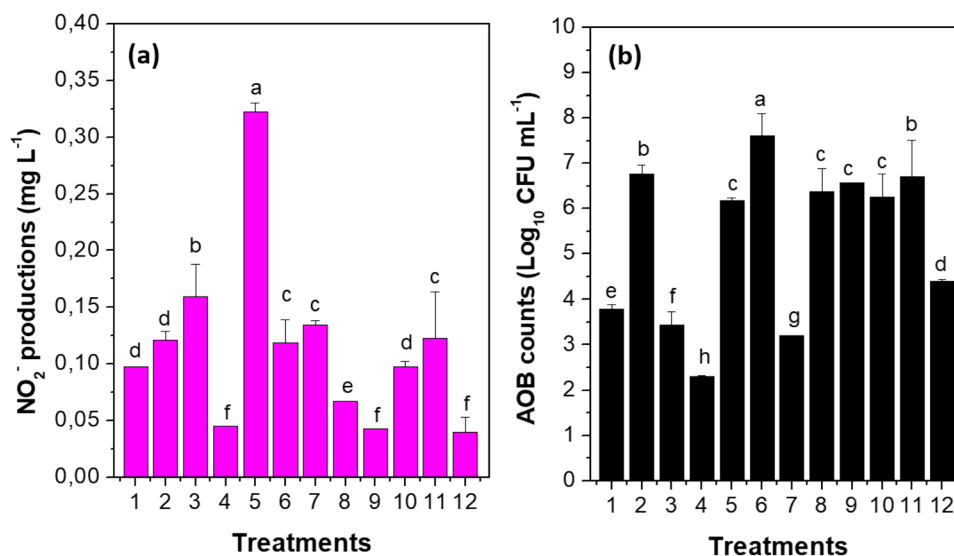 (a)
NO₂⁻ productions (mg L⁻¹)
0,40
0,35
0,30
0,25
0,20
0,15
0,10
0,05
0,00
d
d
b
f
a
c
c
e
f
d
c
f
1 2 3 4 5 6 7 8 9 10 11 12
Treatments
(b)
AOB counts (Log₁₀ CFU mL⁻¹)
10
9
8
7
6
5
4
3
2
1
0
e
b
f
h
c
a
g
c
c
c
b
d
1 2 3 4 5 6 7 8 9 10 11 12
Treatments